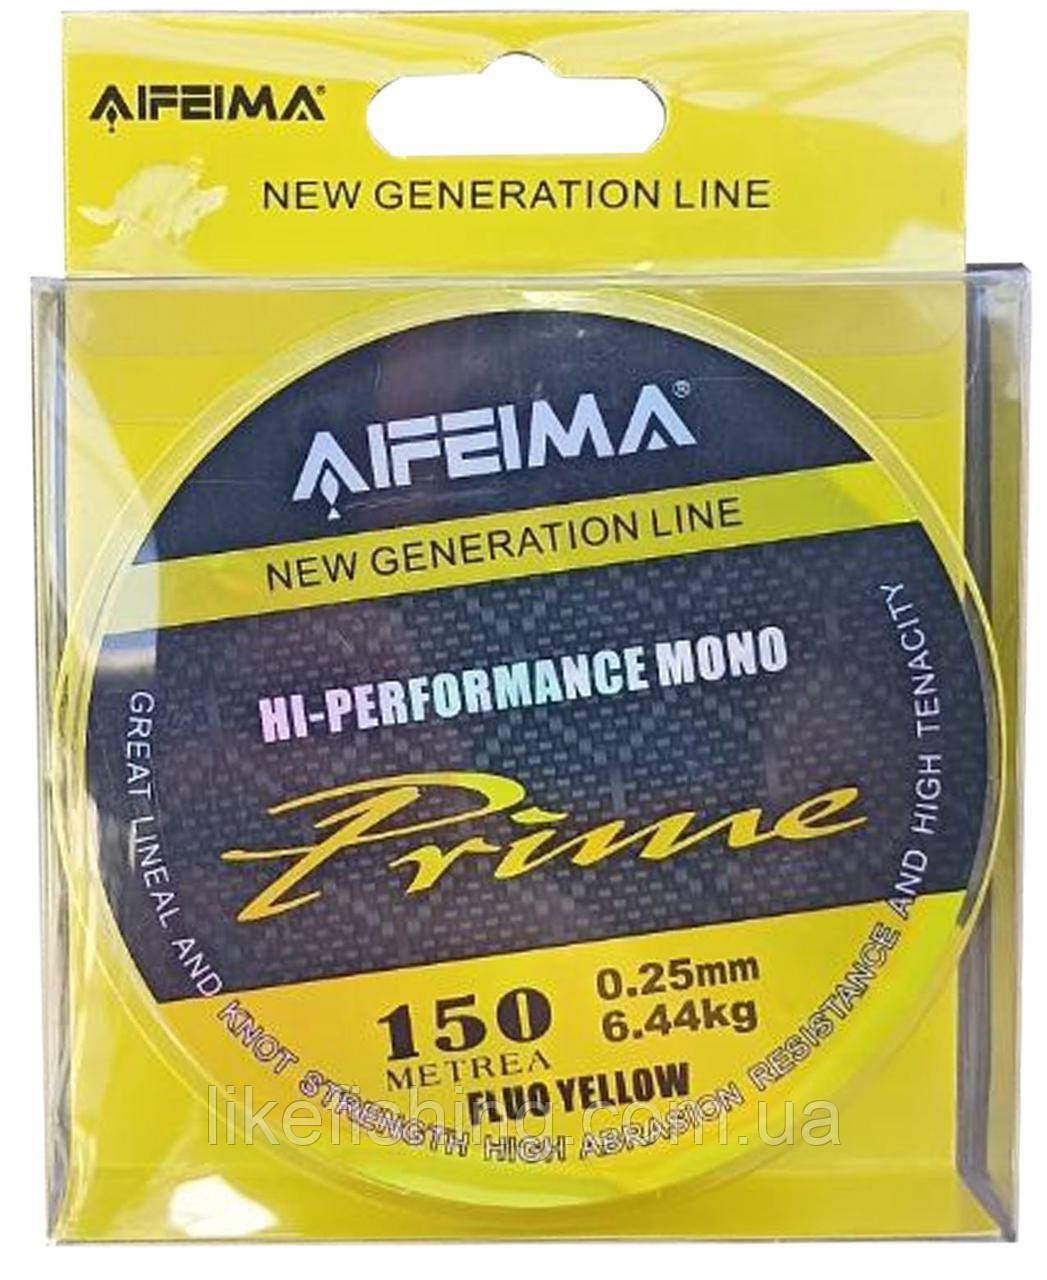 AIFEIMA®
NEW GENERATION LINE
AIFEIMA®
NEW GENERATION LINE
HI-PERFORMANCE MONO
Prime
150
METREA
0.25mm
6.44kg
FLUO YELLOW
GREAT LINEAL AND KNOT STRENGTH HIGH ABRASION RESISTANCE AND HIGH TENACITY
likefishing.com.ua